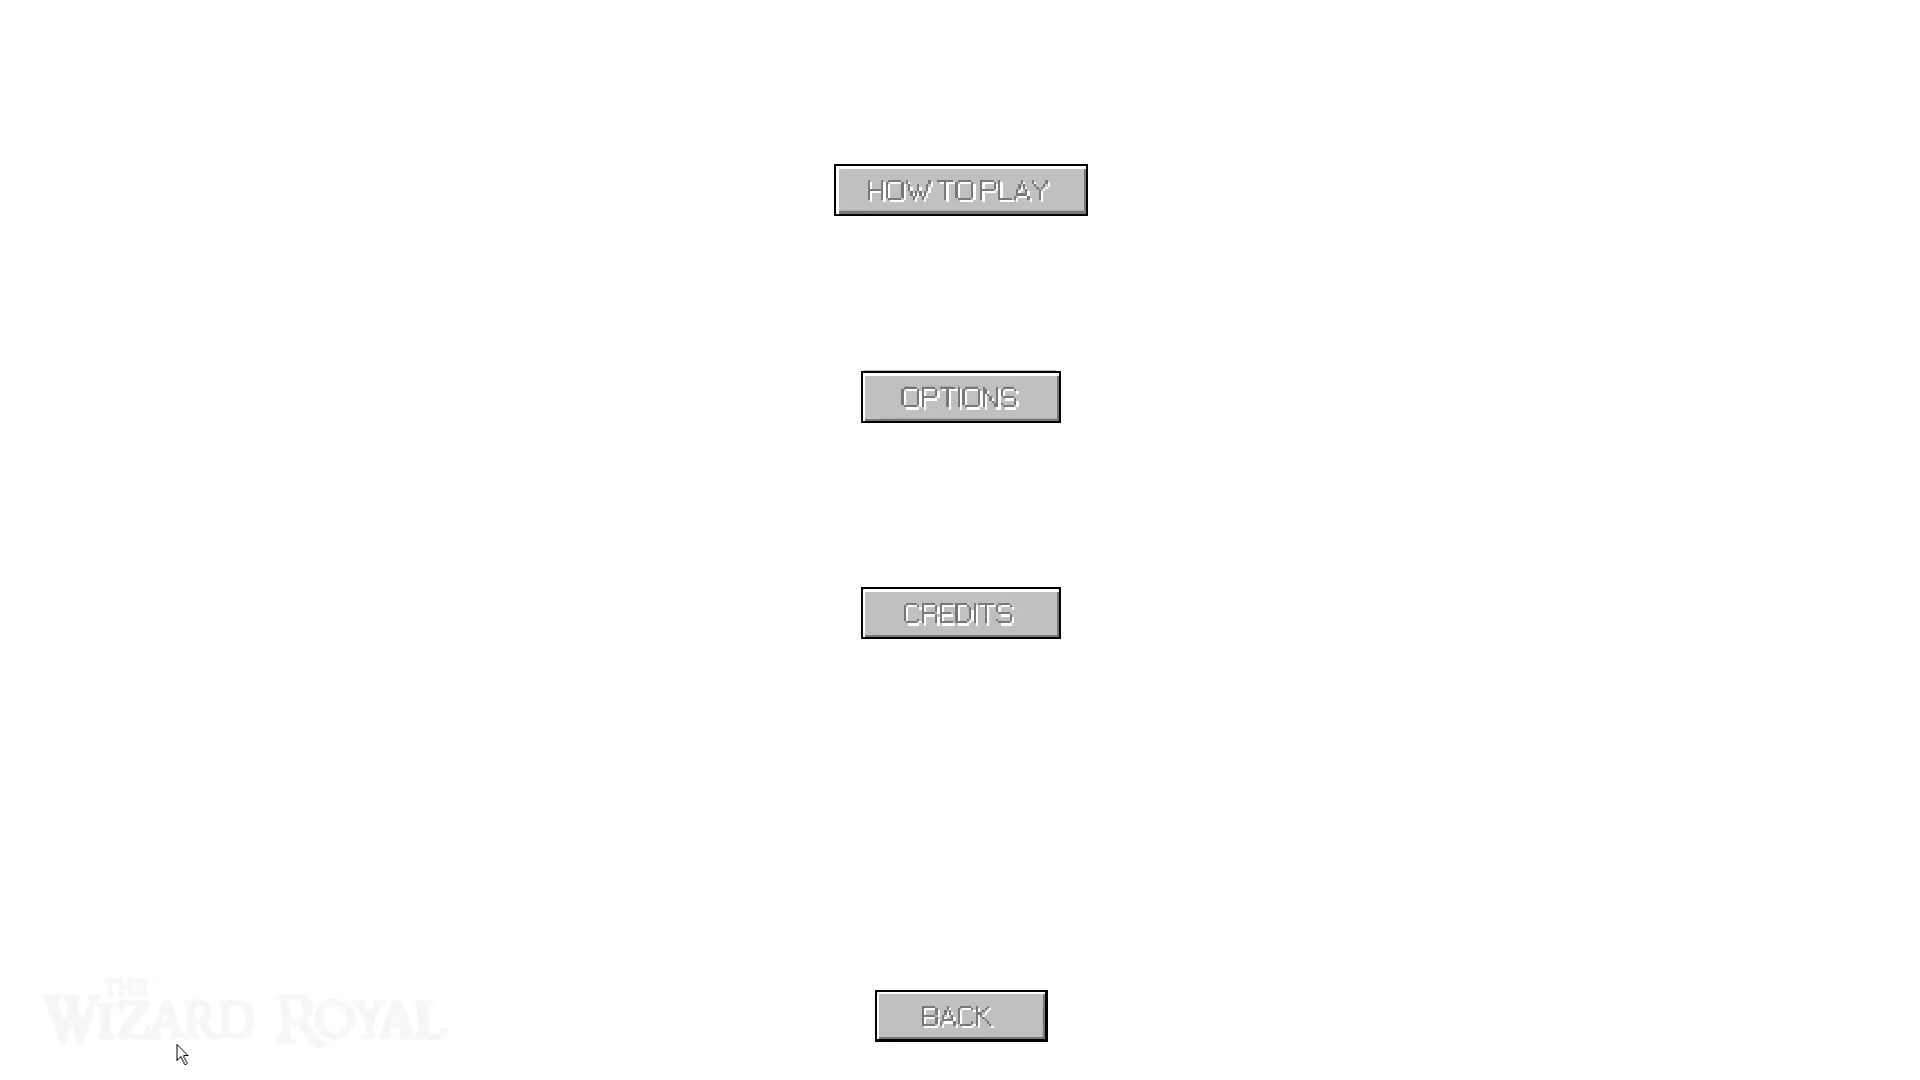 HOW TO PLAY
OPTIONS
CREDITS
BACK
THE
WIZARD ROYAL